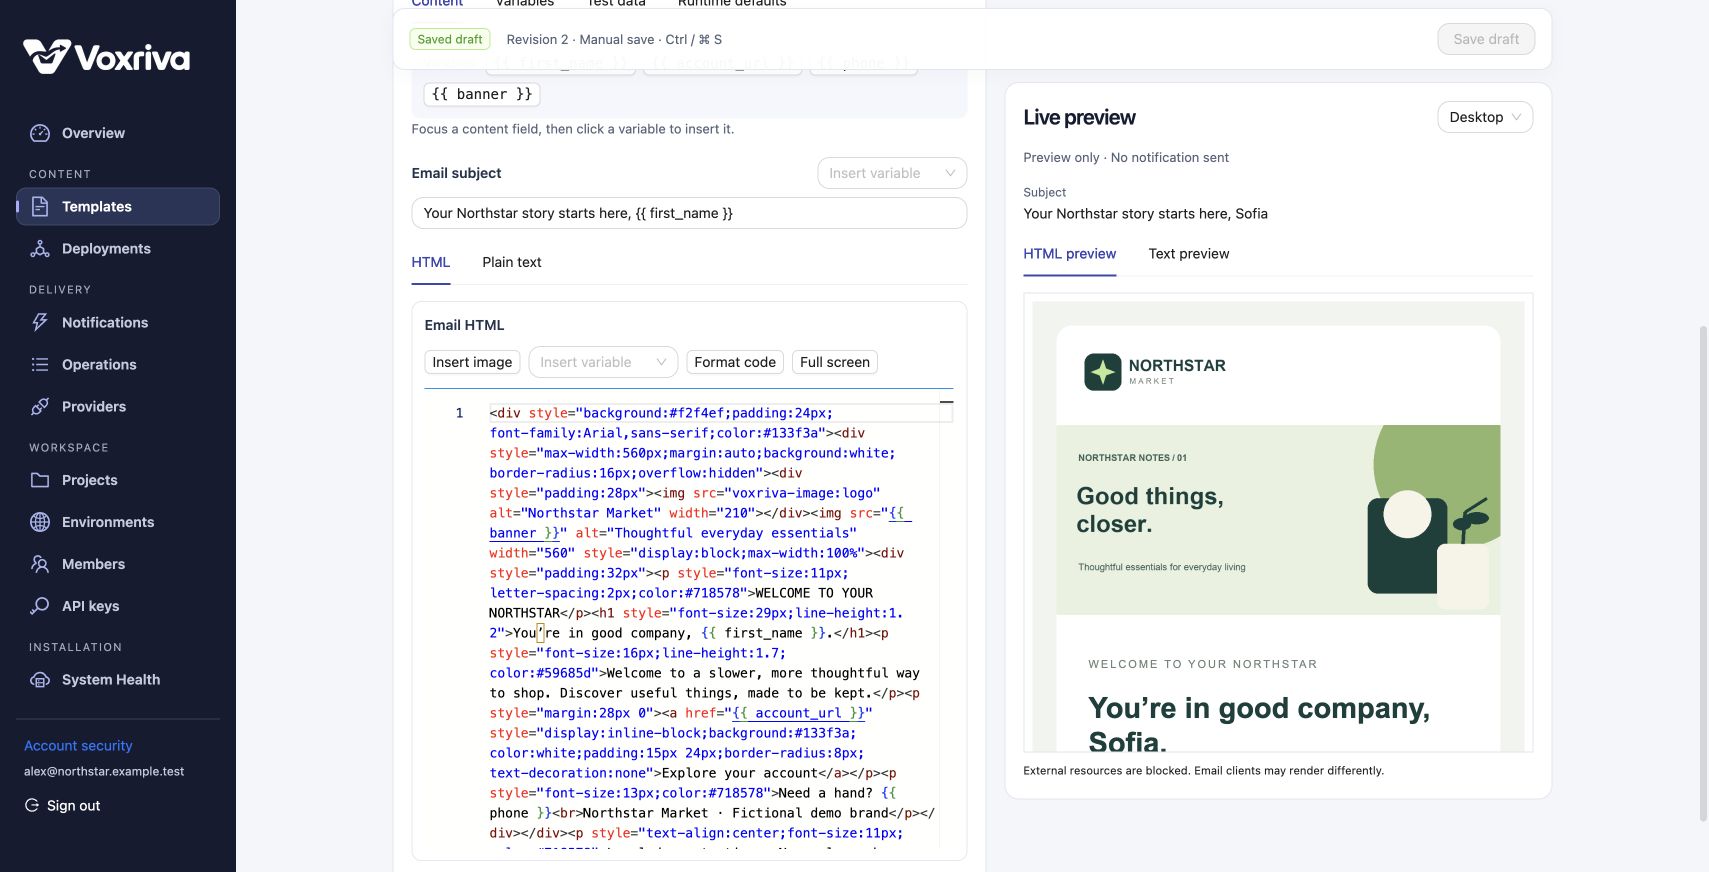 Voxriva
Overview
CONTENT
Templates
Deployments
DELIVERY
Notifications
Operations
Providers
WORKSPACE
Projects
Environments
Members
API keys
INSTALLATION
System Health
Account security
alex@northstar.example.test
Sign out
Content Variables Test data Runtime defaults
Saved draft Revision 2 · Manual save · Ctrl / ⌘ S Save draft
{{ first_name }} {{ account_url }} {{ phone }}
{{ banner }}
Focus a content field, then click a variable to insert it.
Email subject Insert variable
Your Northstar story starts here, {{ first_name }}
HTML Plain text
Email HTML
Insert image Insert variable Format code Full screen
1 <div style="background:#f2f4ef;padding:24px;
font-family:Arial,sans-serif;color:#133f3a"><div
style="max-width:560px;margin:auto;background:white;
border-radius:16px;overflow:hidden"><div
style="padding:28px"><img src="voxriva-image:logo"
alt="Northstar Market" width="210"></div><img src="{{
banner }}" alt="Thoughtful everyday essentials"
width="560" style="display:block;max-width:100%"><div
style="padding:32px"><p style="font-size:11px;
letter-spacing:2px;color:#718578">WELCOME TO YOUR
NORTHSTAR</p><h1 style="font-size:29px;line-height:1.
2">You’re in good company, {{ first_name }}.</h1><p
style="font-size:16px;line-height:1.7;
color:#59685d">Welcome to a slower, more thoughtful way
to shop. Discover useful things, made to be kept.</p><p
style="margin:28px 0"><a href="{{ account_url }}"
style="display:inline-block;background:#133f3a;
color:white;padding:15px 24px;border-radius:8px;
text-decoration:none">Explore your account</a></p><p
style="font-size:13px;color:#718578">Need a hand? {{
phone }}<br>Northstar Market · Fictional demo brand</p></
div></div><p style="text-align:center;font-size:11px;
Live preview Desktop
Preview only · No notification sent
Subject
Your Northstar story starts here, Sofia
HTML preview Text preview
NORTHSTAR
MARKET
NORTHSTAR NOTES / 01
Good things,
closer.
Thoughtful essentials for everyday living
WELCOME TO YOUR NORTHSTAR
You’re in good company,
Sofia.
External resources are blocked. Email clients may render differently.